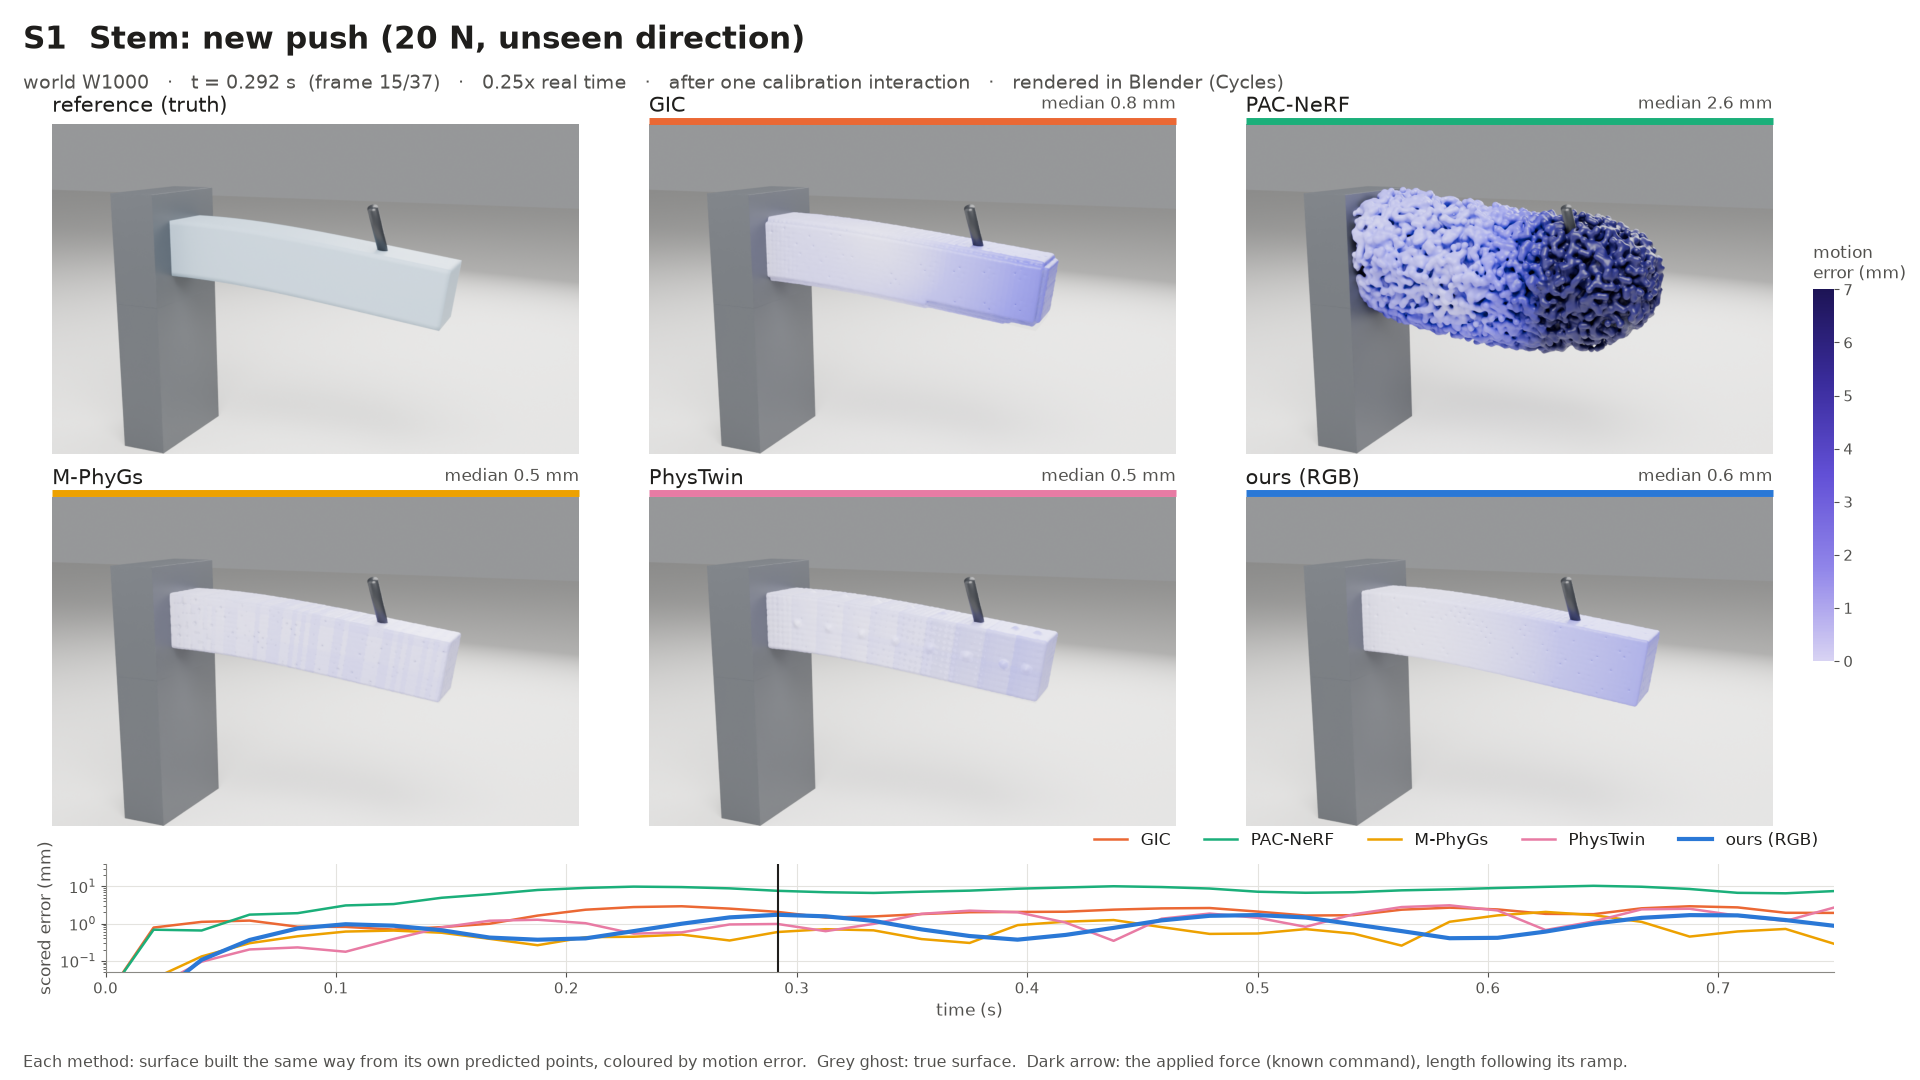 S1  Stem: new push (20 N, unseen direction)
world W1000   ·   t = 0.292 s  (frame 15/37)   ·   0.25x real time   ·   after one calibration interaction   ·   rendered in Blender (Cycles)
reference (truth)
GIC
median 0.8 mm
PAC-NeRF
median 2.6 mm
motion
error (mm)
7
6
5
4
3
2
1
0
M-PhyGs
median 0.5 mm
PhysTwin
median 0.5 mm
ours (RGB)
median 0.6 mm
GIC
PAC-NeRF
M-PhyGs
PhysTwin
ours (RGB)
scored error (mm)
10¹
10⁰
10⁻¹
0.0
0.1
0.2
0.3
0.4
0.5
0.6
0.7
time (s)
Each method: surface built the same way from its own predicted points, coloured by motion error.  Grey ghost: true surface.  Dark arrow: the applied force (known command), length following its ramp.